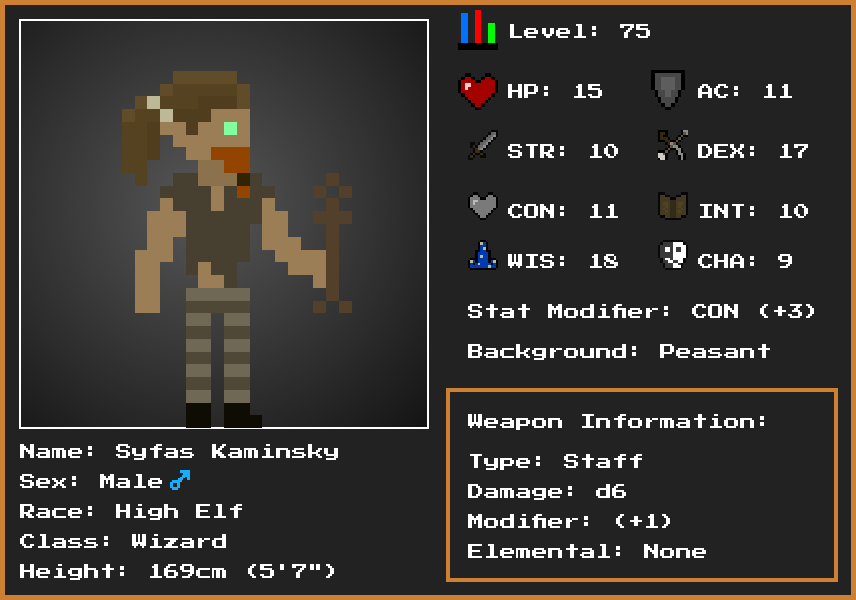 Level: 75
HP: 15
AC: 11
STR: 10
DEX: 17
CON: 11
INT: 10
WIS: 18
CHA: 9
Stat Modifier: CON (+3)
Background: Peasant
Weapon Information:
Type: Staff
Damage: d6
Modifier: (+1)
Elemental: None
Name: Syfas Kaminsky
Sex: Male♂
Race: High Elf
Class: Wizard
Height: 169cm (5'7")